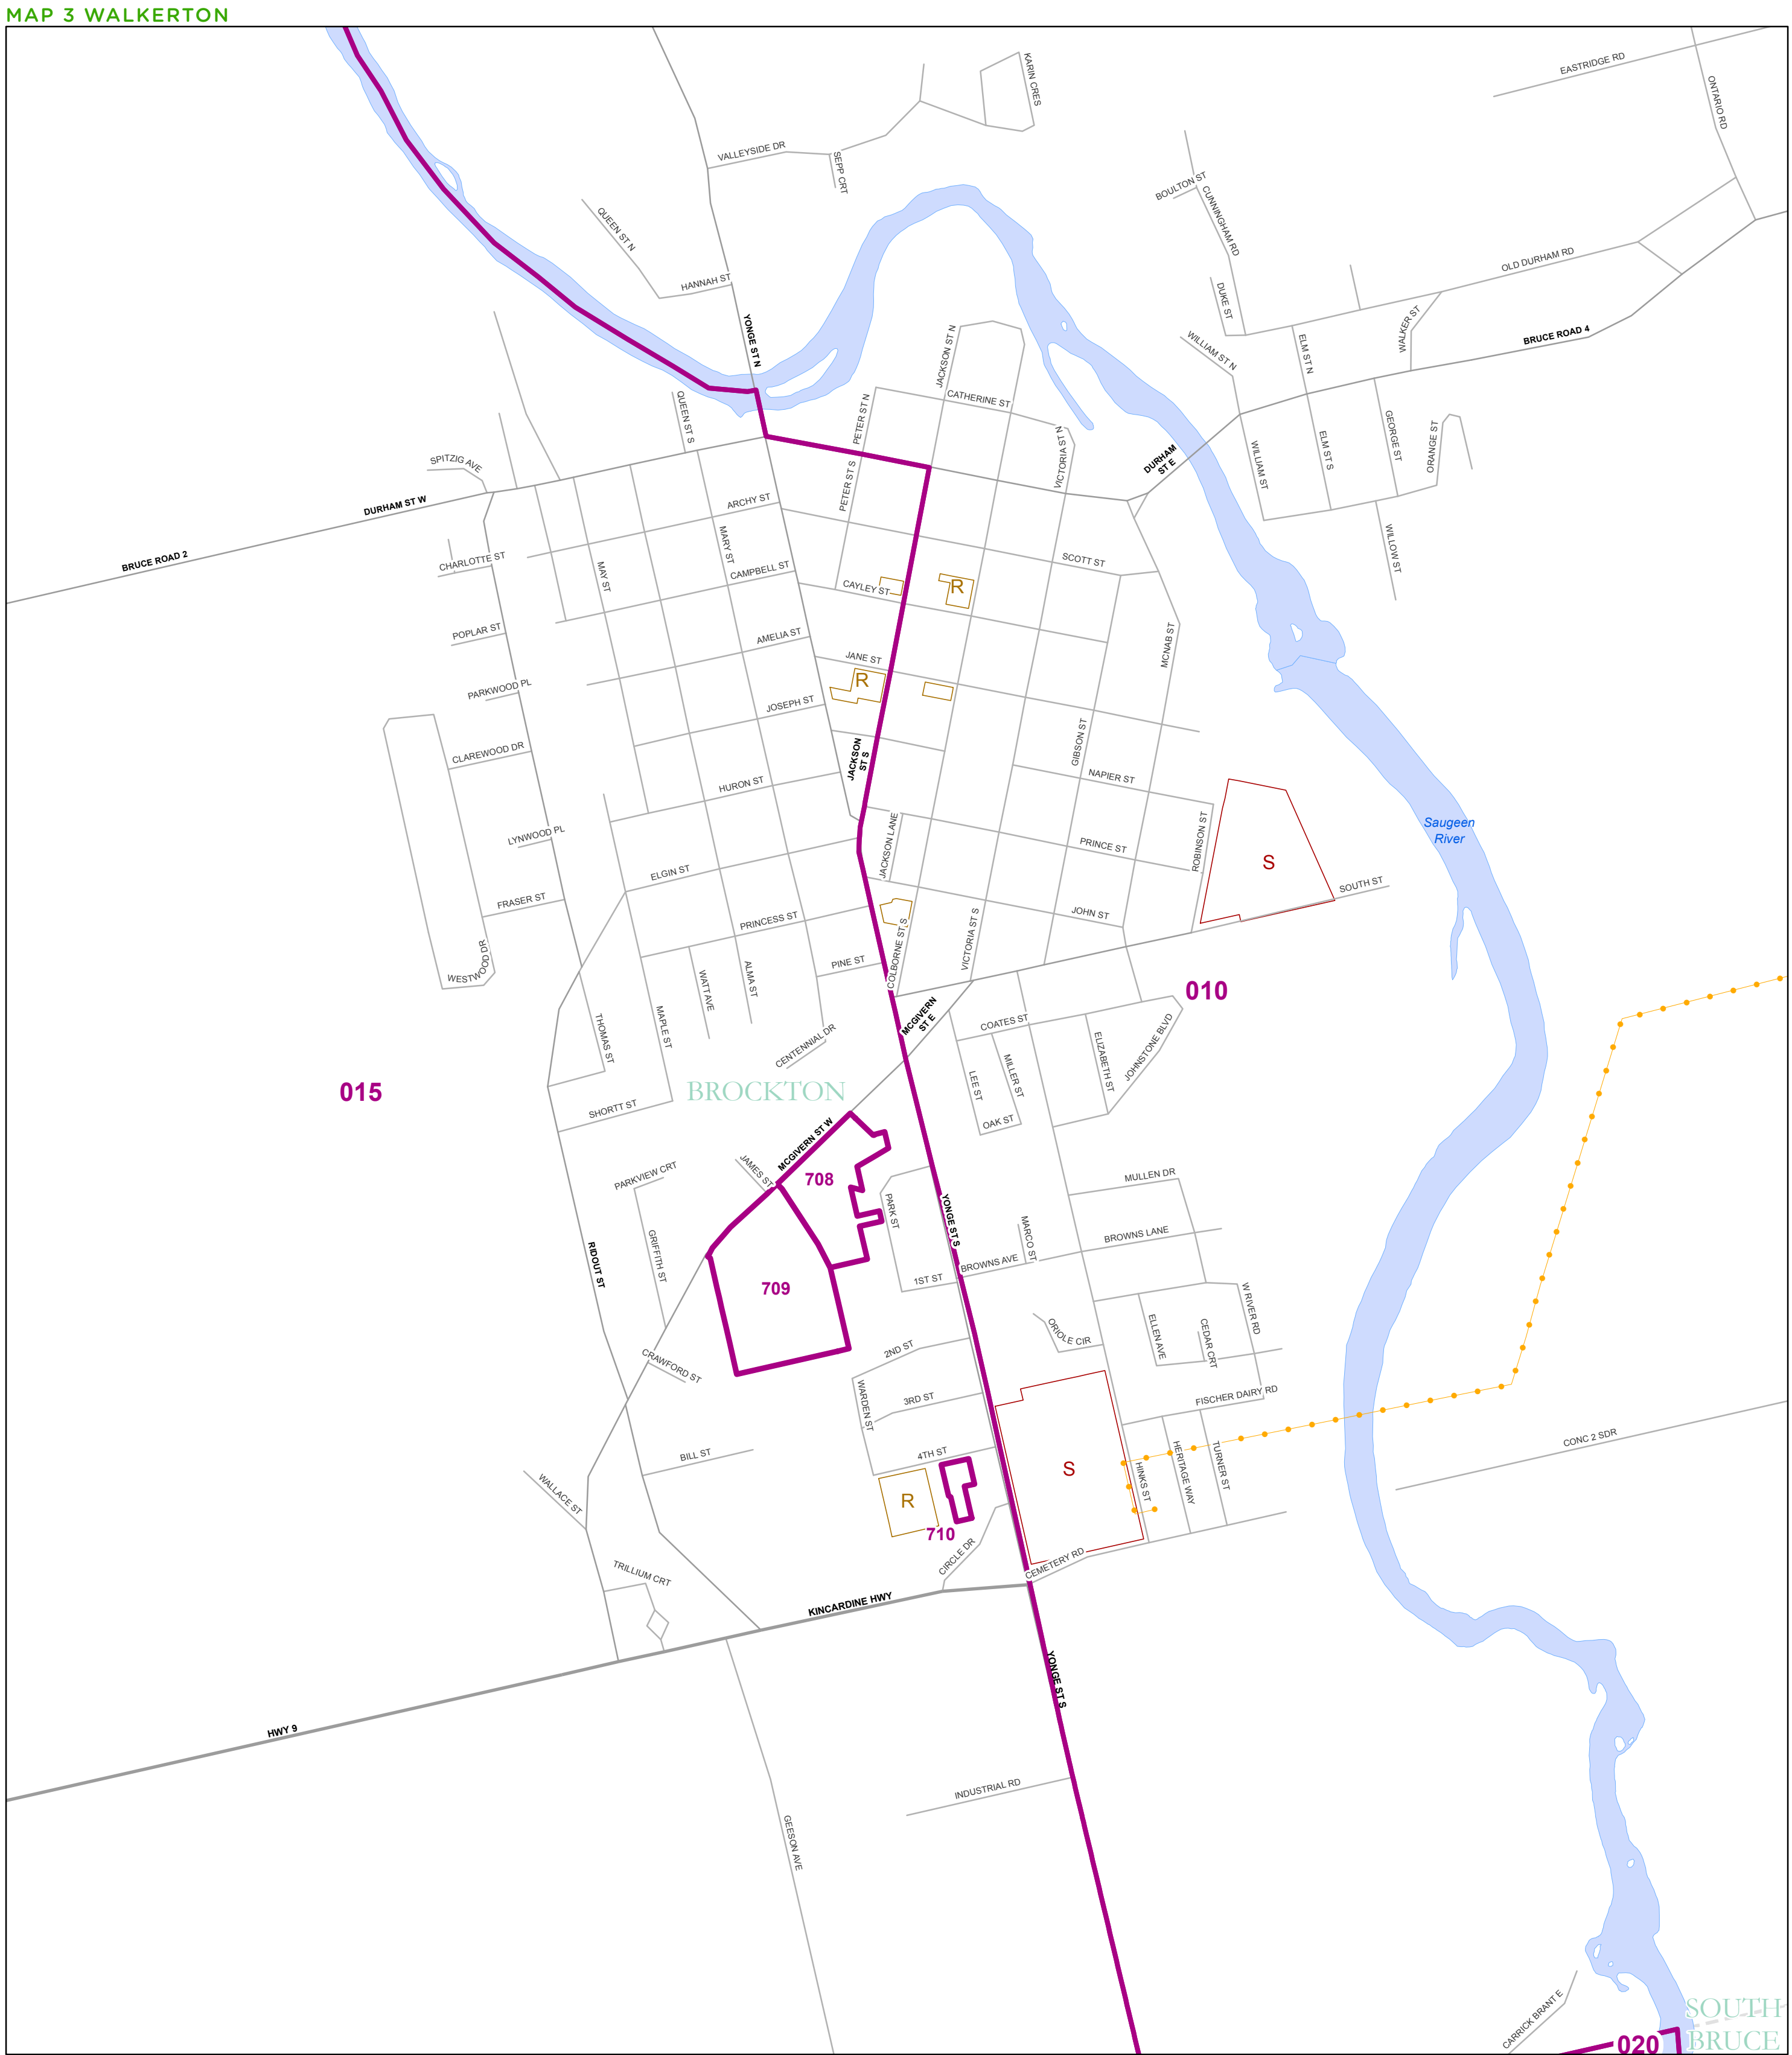 MAP 3 WALKERTON
KARIN CRES
EASTRIDGE RD
ONTARIO RD
VALLEYSIDE DR
SEPP CRT
BOULTON ST
CUNNINGHAM RD
QUEEN ST N
HANNAH ST
OLD DURHAM RD
DUKE ST
YONGE ST N
WILLIAM ST N
ELM ST N
WALKER ST
BRUCE ROAD 4
JACKSON ST N
CATHERINE ST
QUEEN ST S
PETER ST N
VICTORIA ST N
DURHAM
ST E
WILLIAM ST
ELM ST S
GEORGE ST
ORANGE ST
SPITZIG AVE
PETER ST S
DURHAM ST W
ARCHY ST
BRUCE ROAD 2
MARY ST
SCOTT ST
WILLOW ST
CHARLOTTE ST
MAY ST
CAMPBELL ST
CAYLEY ST
R
POPLAR ST
AMELIA ST
JANE ST
MCNAB ST
R
PARKWOOD PL
JOSEPH ST
CLAREWOOD DR
JACKSON
ST S
GIBSON ST
NAPIER ST
HURON ST
LYNWOOD PL
JACKSON LANE
PRINCE ST
ROBINSON ST
Saugeen
River
S
ELGIN ST
SOUTH ST
FRASER ST
PRINCESS ST
JOHN ST
COLBORNE ST S
VICTORIA ST S
WESTWOOD DR
PINE ST
WATT AVE
ALMA ST
010
MCGIVERN
ST E
COATES ST
THOMAS ST
MAPLE ST
CENTENNIAL DR
ELIZABETH ST
JOHNSTONE BLVD
LEE ST
MILLER ST
015
BROCKTON
SHORTT ST
OAK ST
MCGIVERN ST W
JAMES ST
PARKVIEW CRT
708
MULLEN DR
PARK ST
YONGE ST S
MARCO ST
BROWNS LANE
RIDOUT ST
GRIFFITH ST
BROWNS AVE
709
1ST ST
W RIVER RD
ORIOLE CIR
ELLEN AVE
CEDAR CRT
2ND ST
CRAWFORD ST
WARDEN ST
3RD ST
FISCHER DAIRY RD
BILL ST
4TH ST
CONC 2 SDR
S
HINKS ST
HERITAGE WAY
TURNER ST
WALLACE ST
R
710
CIRCLE DR
CEMETERY RD
TRILLIUM CRT
KINCARDINE HWY
YONGE ST S
HWY 9
INDUSTRIAL RD
GEESON AVE
CARRICK BRANT E
SOUTH
BRUCE
020